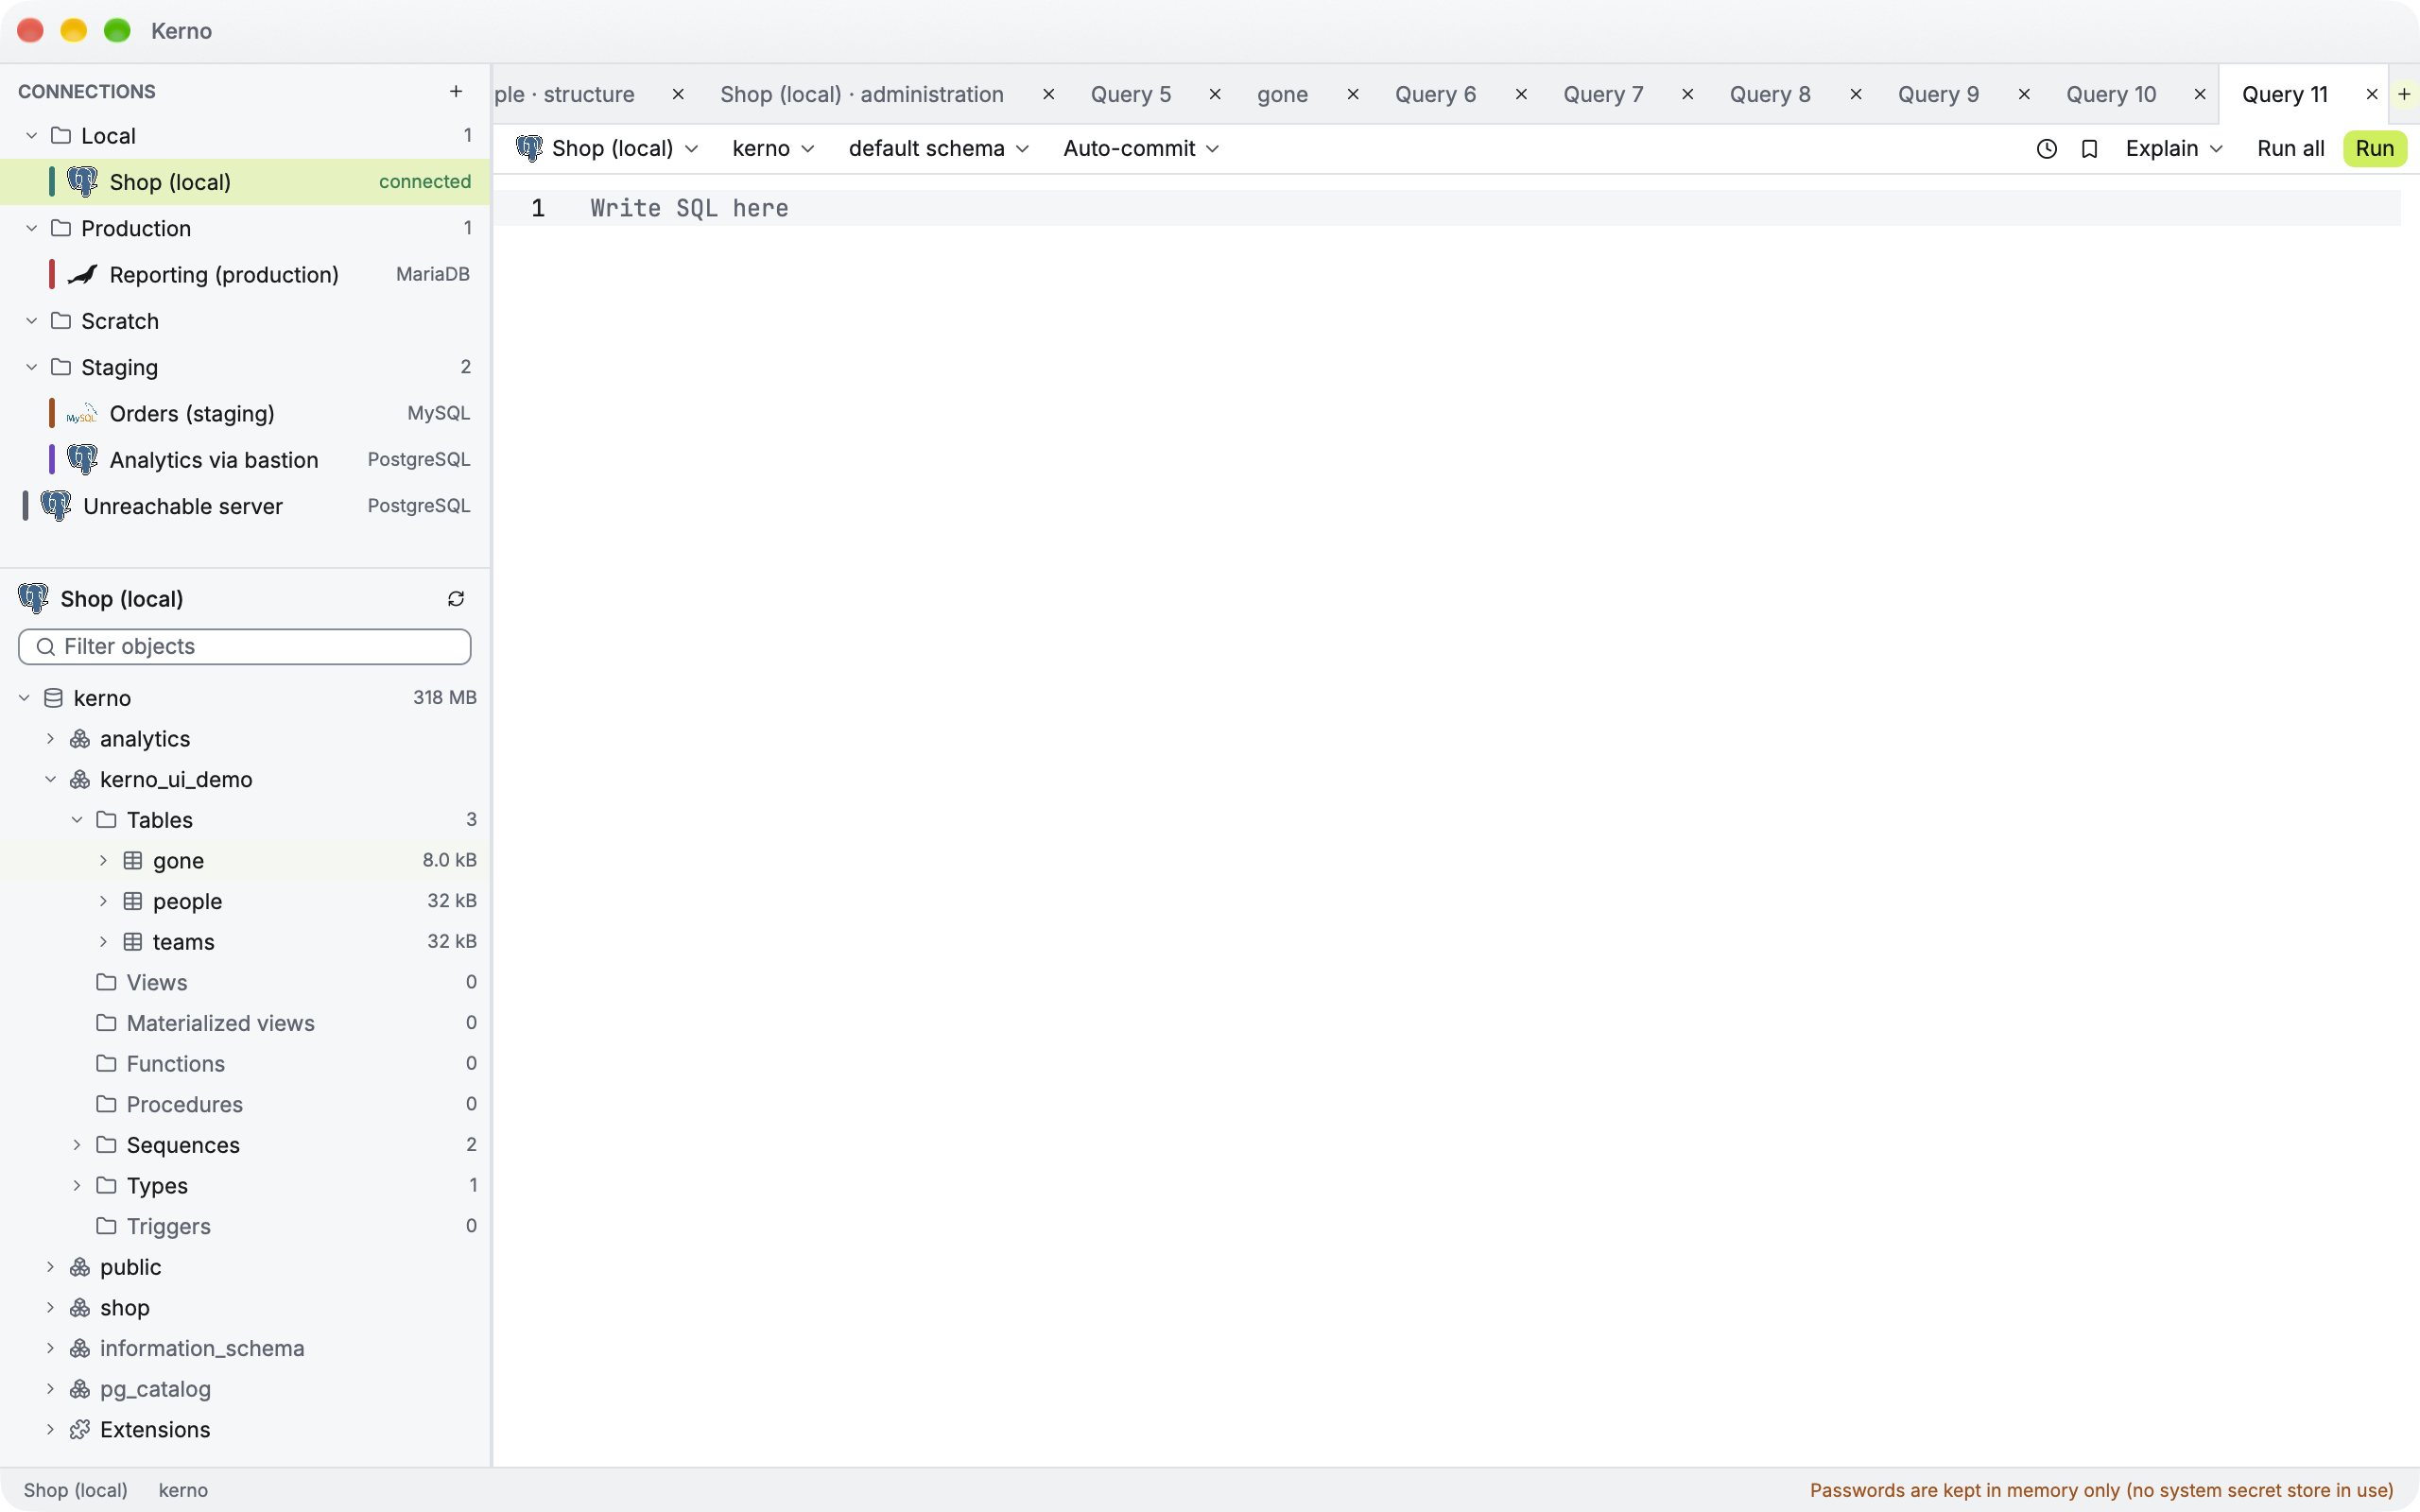 Kerno
CONNECTIONS
Local 1
Shop (local) connected
Production 1
Reporting (production) MariaDB
Scratch
Staging 2
MySQL Orders (staging) MySQL
Analytics via bastion PostgreSQL
Unreachable server PostgreSQL
Shop (local)
Filter objects
kerno 318 MB
analytics
kerno_ui_demo
Tables 3
gone 8.0 kB
people 32 kB
teams 32 kB
Views 0
Materialized views 0
Functions 0
Procedures 0
Sequences 2
Types 1
Triggers 0
public
shop
information_schema
pg_catalog
Extensions
ple · structure Shop (local) · administration Query 5 gone Query 6 Query 7 Query 8 Query 9 Query 10 Query 11
Shop (local) kerno default schema Auto-commit Explain Run all Run
1 Write SQL here
Shop (local) kerno Passwords are kept in memory only (no system secret store in use)